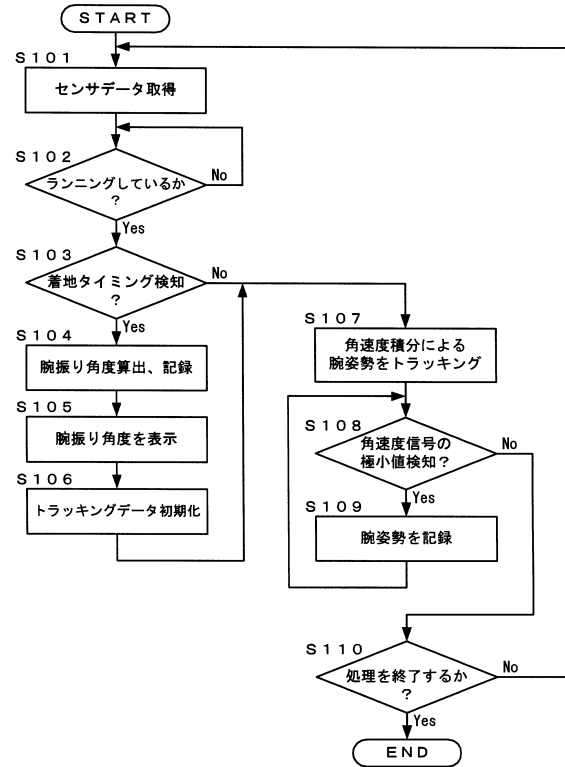 START
S101
センサデータ取得
S102
ランニングしているか
?
No
Yes
S103
着地タイミング検知
?
No
Yes
S104
腕振り角度算出、記録
S105
腕振り角度を表示
S106
トラッキングデータ初期化
S107
角速度積分による
腕姿勢をトラッキング
S108
角速度信号の
極小値検知?
No
Yes
S109
腕姿勢を記録
S110
処理を終了するか
?
No
Yes
END